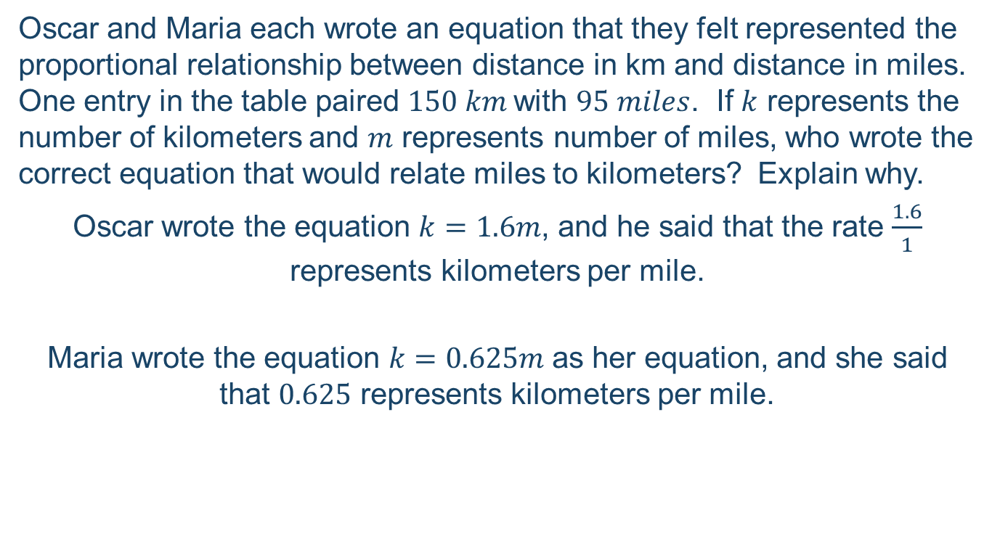 Oscar and Maria each wrote an equation that they felt represented the
proportional relationship between distance in km and distance in miles.
One entry in the table paired 150 km with 95 miles. If k represents the
number of kilometers and m represents number of miles, who wrote the
correct equation that would relate miles to kilometers? Explain why.
Oscar wrote the equation k = 1.6m, and he said that the rate 1.6/1
represents kilometers per mile.
Maria wrote the equation k = 0.625m as her equation, and she said
that 0.625 represents kilometers per mile.